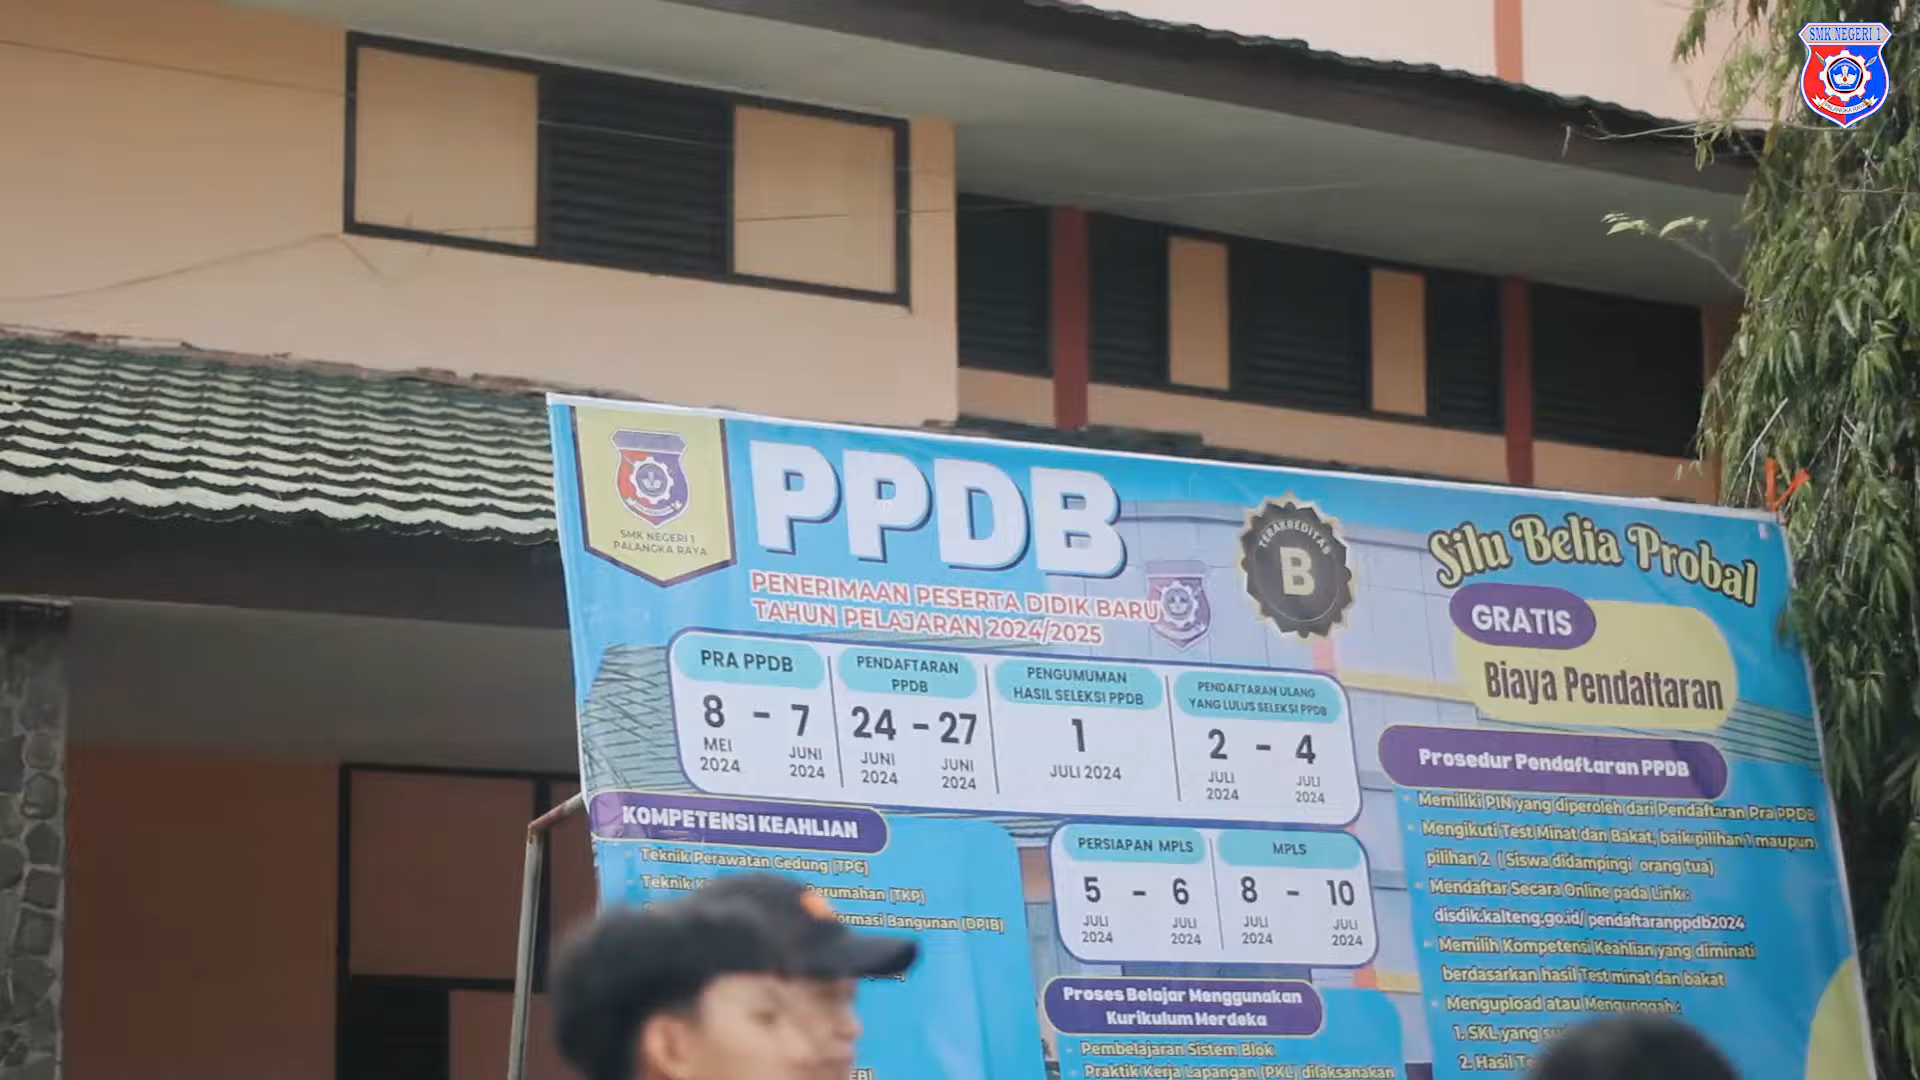 SMK NEGERI 1
PALANGKA RAYA
SMK NEGERI 1
PALANGKA RAYA
PPDB
PENERIMAAN PESERTA DIDIK BARU
TAHUN PELAJARAN 2024/2025
TERAKREDITAS
B
Silu Belia Probal
GRATIS
Biaya Pendaftaran
PRA PPDB
8 - 7
MEI JUNI
2024 2024
PENDAFTARAN
PPDB
24 - 27
JUNI JUNI
2024 2024
PENGUMUMAN
HASIL SELEKSI PPDB
1
JULI 2024
PENDAFTARAN ULANG
YANG LULUS SELEKSI PPDB
2 - 4
JULI JULI
2024 2024
PERSIAPAN MPLS
5 - 6
JULI JULI
2024 2024
MPLS
8 - 10
JULI JULI
2024 2024
KOMPETENSI KEAHLIAN
Teknik Perawatan Gedung (TPG)
Teknik Perumahan (TKP)
Bangunan (DPIB)
Proses Belajar Menggunakan
Kurikulum Merdeka
Pembelajaran Sistem Blok
Praktik Kerja Lapangan (PKL) dilaksanakan
Prosedur Pendaftaran PPDB
Memiliki PIN yang diperoleh dari Pendaftaran Pra PPDB
Mengikuti Test Minat dan Bakat, baik pilihan 1 maupun
pilihan 2 (Siswa didampingi orang tua)
Mendaftar Secara Online pada Link:
disdik.kalteng.go.id/pendaftaranppdb2024
Memilih Kompetensi Keahlian yang diminati
berdasarkan hasil Test minat dan bakat
Mengupload atau Mengunggah :
1. SKL yang
2. Hasil